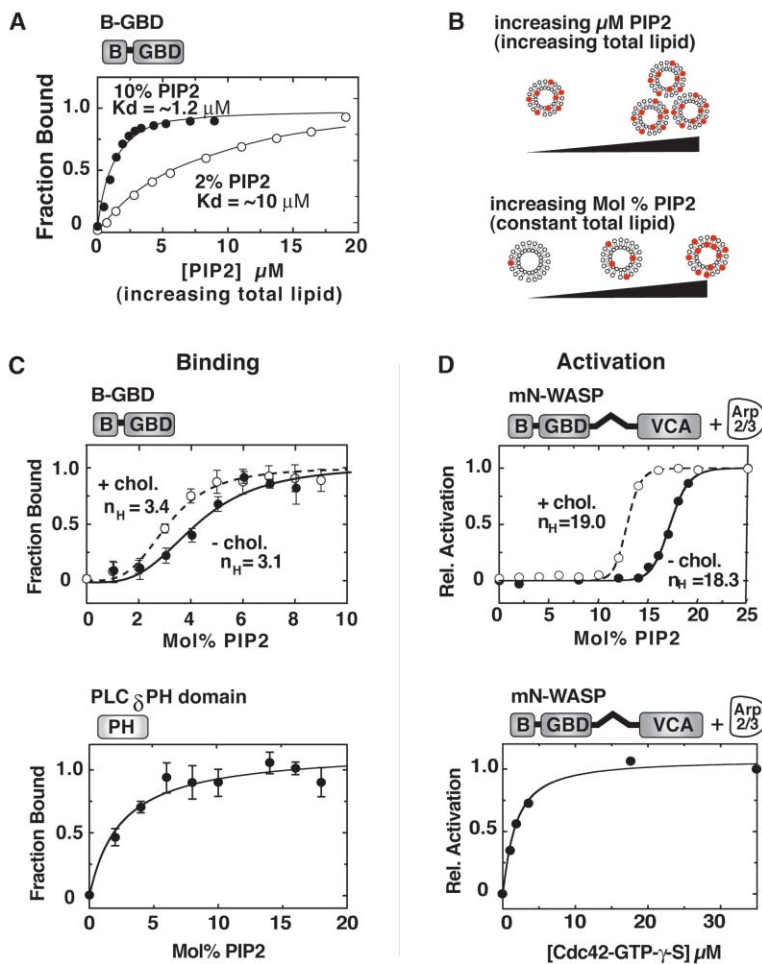 A
B-GBD
B
GBD
10% PIP2
Kd = ~1.2 μM
2% PIP2
Kd = ~10 μM
Fraction Bound
1.0
0.5
0
0
5
10
15
20
[PIP2] μM
(increasing total lipid)
B
increasing μM PIP2
(increasing total lipid)
increasing Mol % PIP2
(constant total lipid)
C
Binding
B-GBD
B
GBD
+ chol.
nH = 3.4
- chol.
nH = 3.1
Fraction Bound
1.0
0.5
0
0
2
4
6
8
10
Mol% PIP2
PLC δ PH domain
PH
Fraction Bound
1.0
0.5
0
0
5
10
15
20
Mol% PIP2
D
Activation
mN-WASP
B
GBD
VCA
+
Arp
2/3
+ chol.
nH=19.0
- chol.
nH=18.3
Rel. Activation
1.0
0.5
0
0
5
10
15
20
25
Mol% PIP2
mN-WASP
B
GBD
VCA
+
Arp
2/3
Rel. Activation
1.0
0.5
0
0
10
20
30
[Cdc42-GTP-γ-S] μM